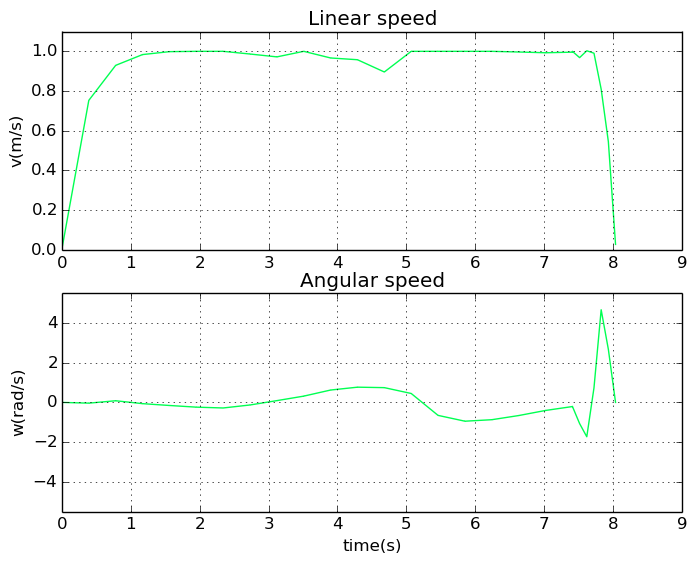 Linear speed
1.0
0.8
0.6
0.4
0.2
0.0
v(m/s)
0 1 2 3 4 5 6 7 8 9
Angular speed
4
2
0
−2
−4
w(rad/s)
0 1 2 3 4 5 6 7 8 9
time(s)